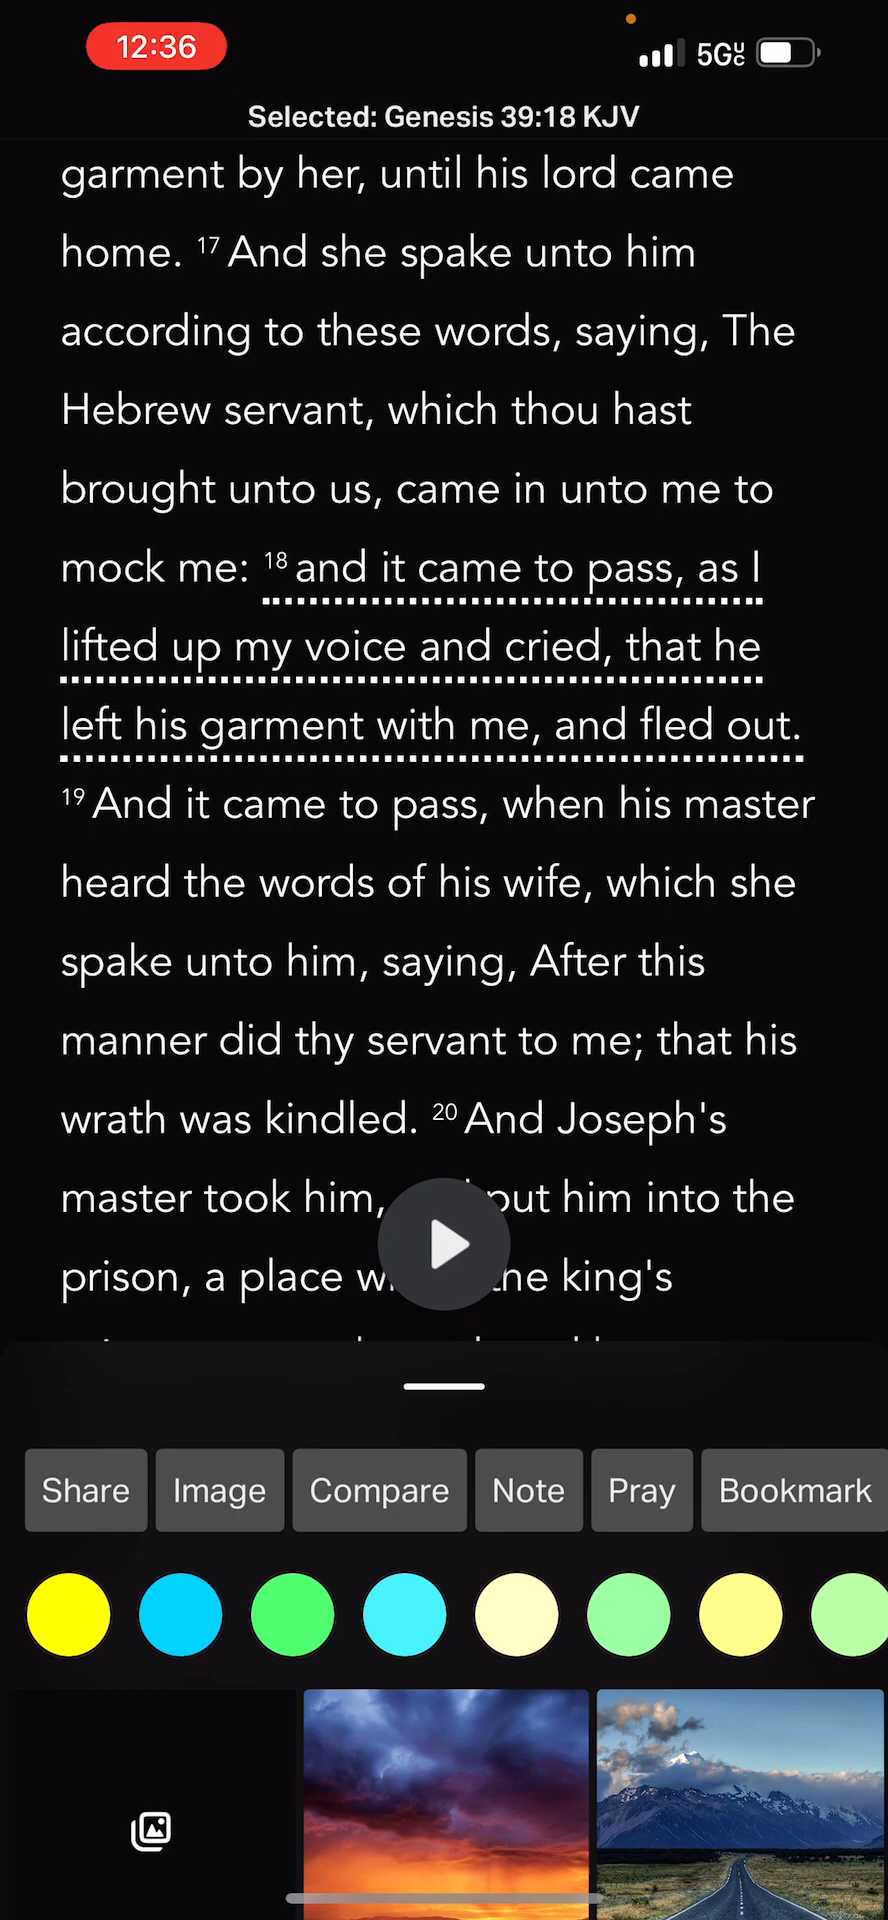 12:36
5GUC
Selected: Genesis 39:18 KJV
garment by her, until his lord came
home. 17 And she spake unto him
according to these words, saying, The
Hebrew servant, which thou hast
brought unto us, came in unto me to
mock me: 18 and it came to pass, as I
lifted up my voice and cried, that he
left his garment with me, and fled out.
19 And it came to pass, when his master
heard the words of his wife, which she
spake unto him, saying, After this
manner did thy servant to me; that his
wrath was kindled. 20 And Joseph's
master took him, put him into the
prison, a place king's
Share Image Compare Note Pray Bookmark